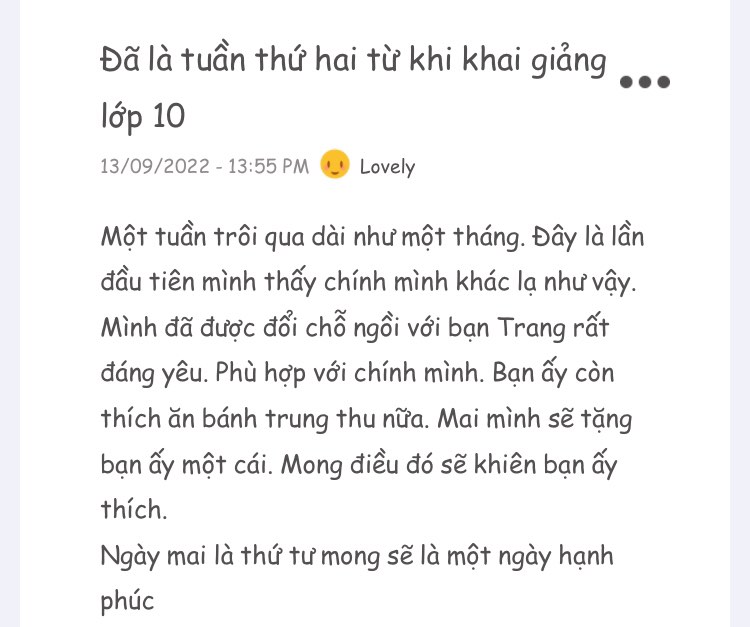 Đã là tuần thứ hai từ khi khai giảng
lớp 10
13/09/2022 - 13:55 PM Lovely
Một tuần trôi qua dài như một tháng. Đây là lần
đầu tiên mình thấy chính mình khác lạ như vậy.
Mình đã được đổi chỗ ngồi với bạn Trang rất
đáng yêu. Phù hợp với chính mình. Bạn ấy còn
thích ăn bánh trung thu nữa. Mai mình sẽ tặng
bạn ấy một cái. Mong điều đó sẽ khiên bạn ấy
thích.
Ngày mai là thứ tư mong sẽ là một ngày hạnh
phúc